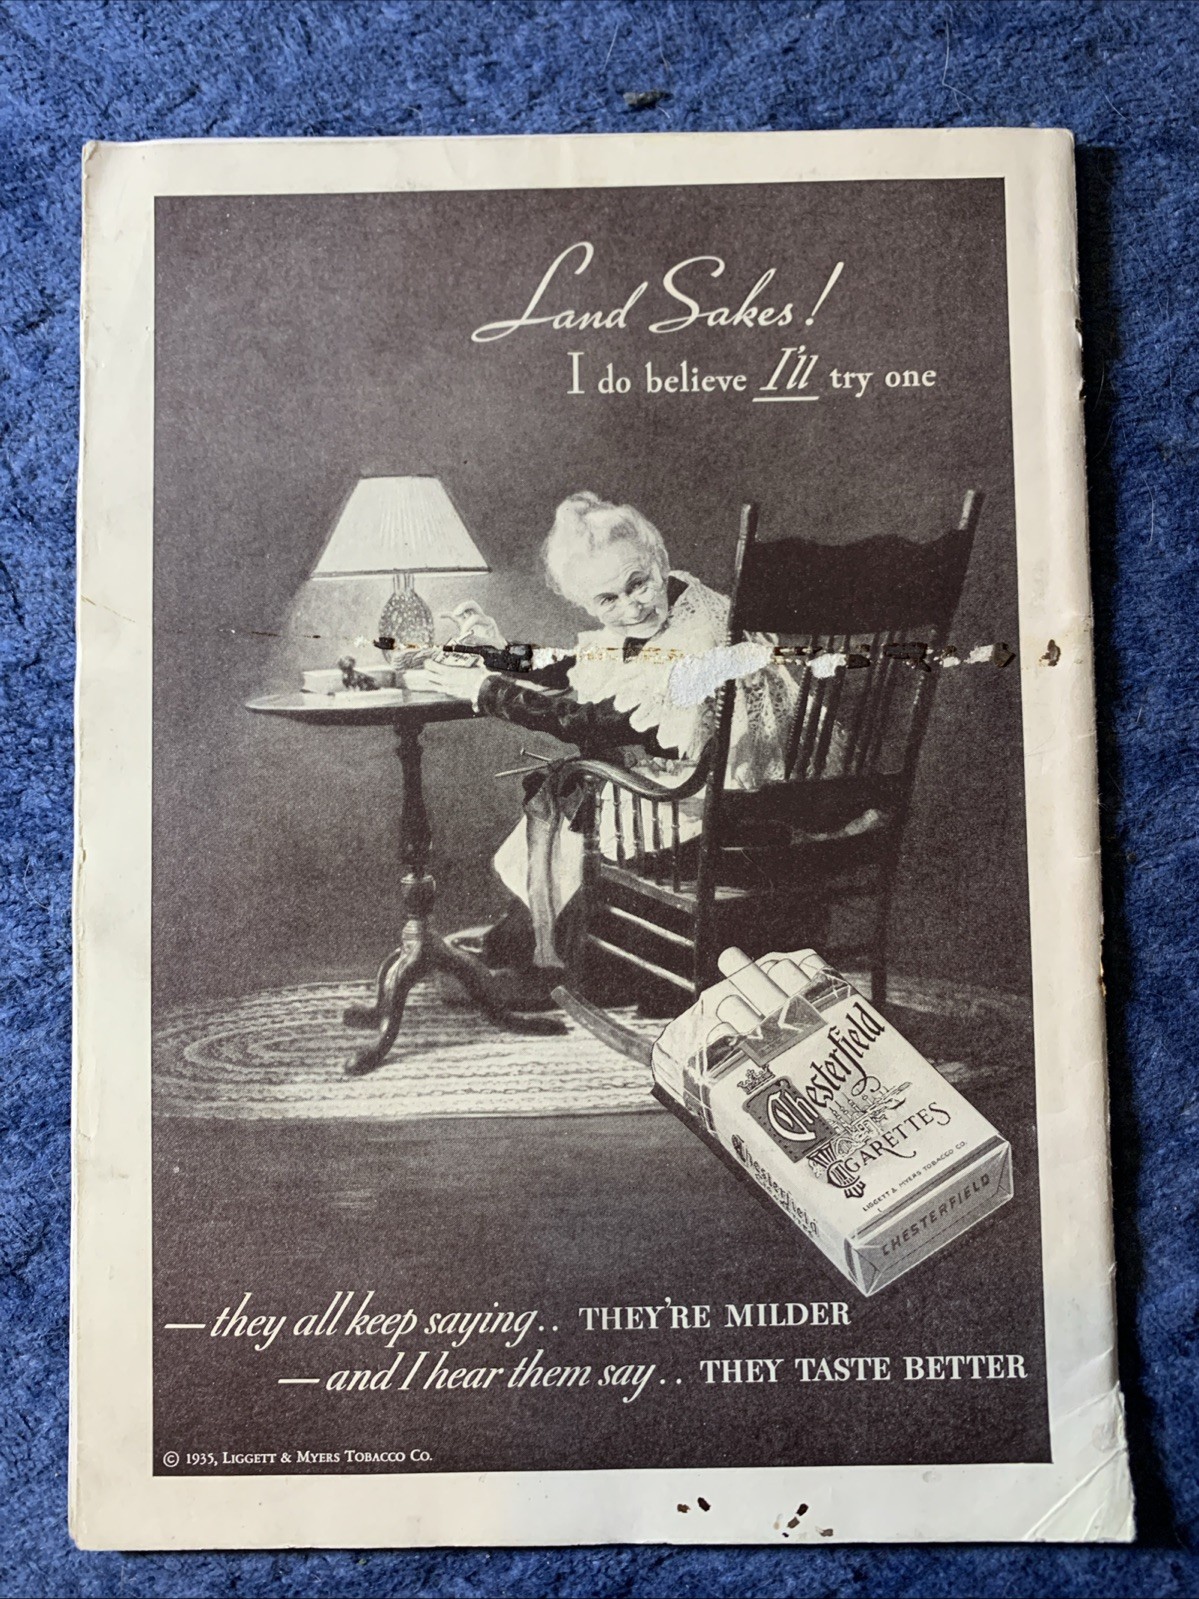 Land Sakes!
I do believe I'll try one
Chesterfield
CIGARETTES
LIGGETT & MYERS TOBACCO CO.
CHESTERFIELD
Chesterfield
—they all keep saying.. THEY'RE MILDER
—and I hear them say.. THEY TASTE BETTER
© 1935, LIGGETT & MYERS TOBACCO CO.